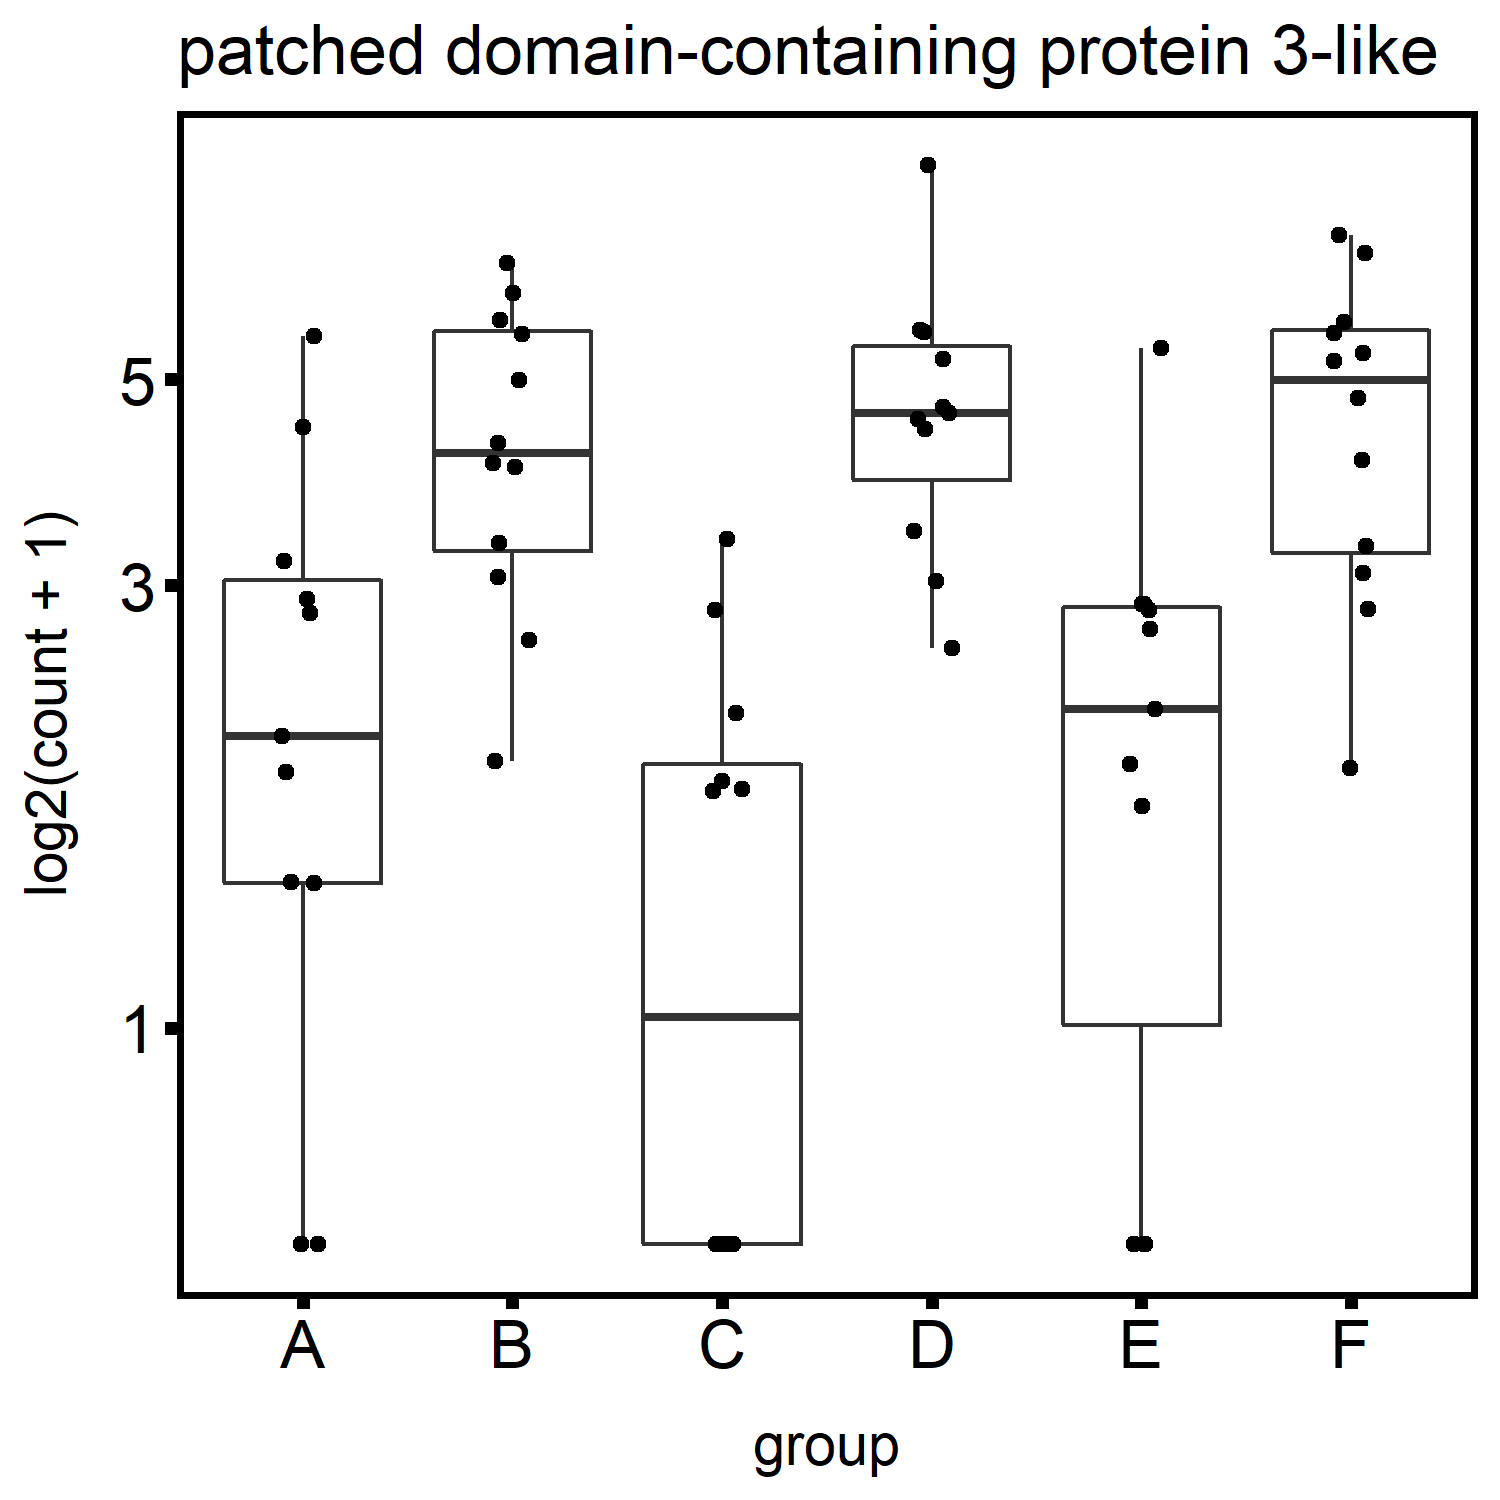 patched domain-containing protein 3-like
log2(count + 1)
5
3
1
A B C D E F
group